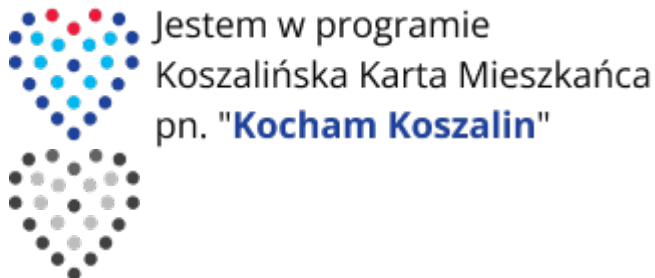 Jestem w programie
Koszalińska Karta Mieszkańca
pn. "Kocham Koszalin"